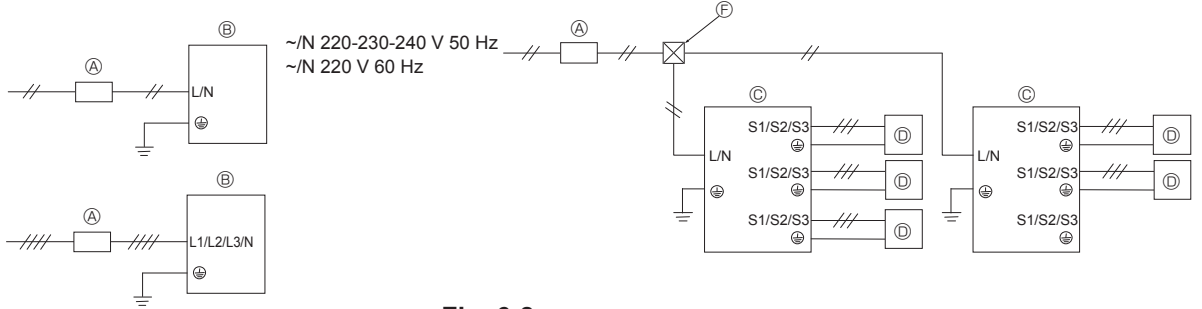 Ⓑ
Ⓐ
L/N
Ⓑ
Ⓐ
L1/L2/L3/N
~/N 220-230-240 V 50 Hz
~/N 220 V 60 Hz
Ⓐ
Ⓕ
Ⓒ
L/N
S1/S2/S3
Ⓓ
S1/S2/S3
Ⓓ
S1/S2/S3
Ⓓ
Ⓒ
L/N
S1/S2/S3
Ⓓ
S1/S2/S3
Ⓓ
S1/S2/S3